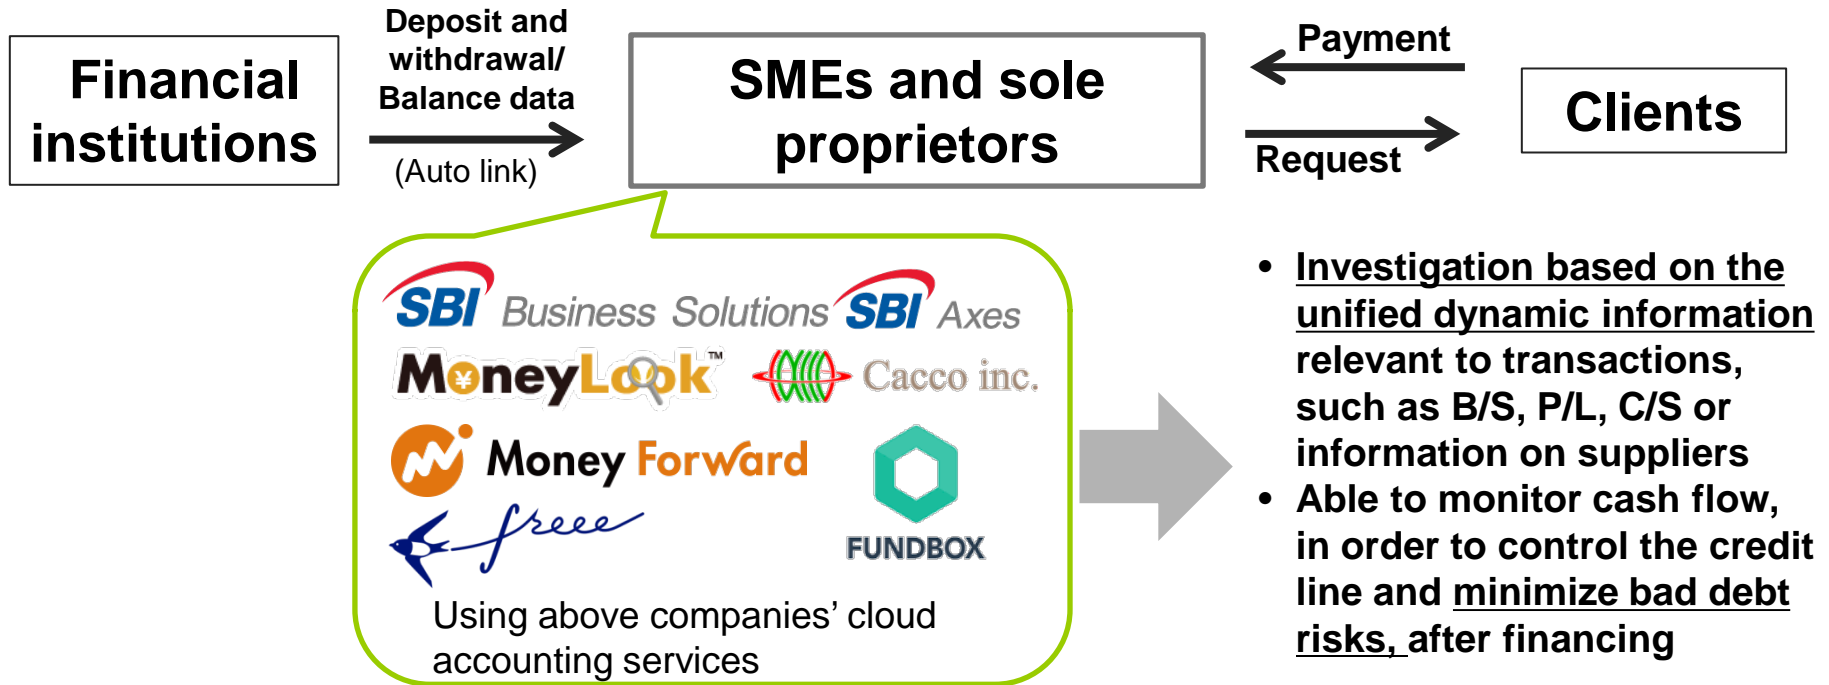 Financial
institutions
Deposit and
withdrawal/
Balance data
(Auto link)
SMEs and sole
proprietors
Payment
Request
Clients
SBI Business Solutions
SBI Axes
MoneyLook™
Cacco inc.
Money Forward
freee
FUNDBOX
Using above companies’ cloud
accounting services
• Investigation based on the
unified dynamic information
relevant to transactions,
such as B/S, P/L, C/S or
information on suppliers
• Able to monitor cash flow,
in order to control the credit
line and minimize bad debt
risks, after financing